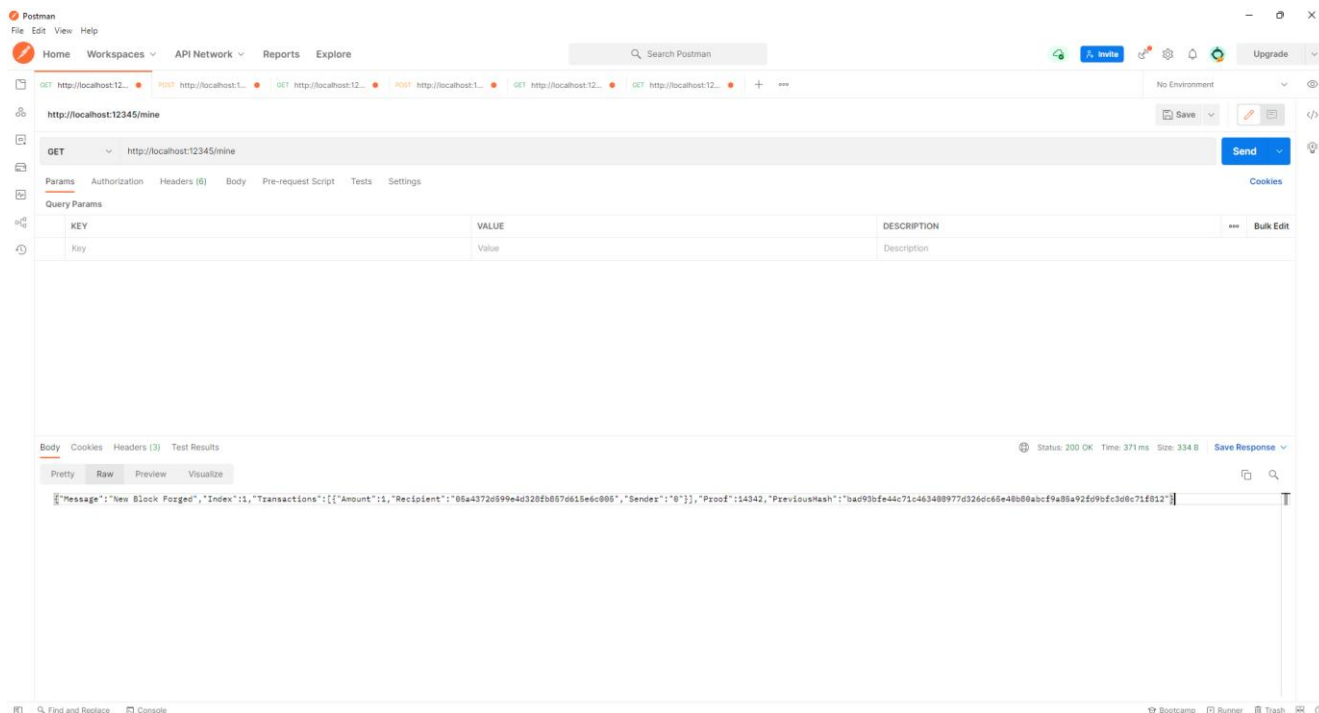 Postman
File Edit View Help
Home Workspaces API Network Reports Explore Search Postman Invite Upgrade
GET http://localhost:12... POST http://localhost:1... GET http://localhost:12... POST http://localhost:1... GET http://localhost:12... GET http://localhost:12... No Environment
http://localhost:12345/mine Save
GET http://localhost:12345/mine Send
Params Authorization Headers (6) Body Pre-request Script Tests Settings Cookies
Query Params
KEY VALUE DESCRIPTION Bulk Edit
Key Value Description
Body Cookies Headers (3) Test Results Status: 200 OK Time: 371 ms Size: 334 B Save Response
Pretty Raw Preview Visualize
{"Message":"New Block Forged","Index":1,"Transactions":[{"Amount":1,"Recipient":"","Sender":"0"}],"Proof":14342,"PreviousHash":""}
Find and Replace Console Bootcamp Runner Trash